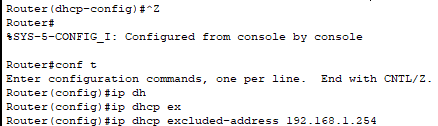 Router(dhcp-config)#^Z
Router#
%SYS-5-CONFIG_I: Configured from console by console
Router#conf t
Enter configuration commands, one per line.  End with CNTL/Z.
Router(config)#ip dh
Router(config)#ip dhcp ex
Router(config)#ip dhcp excluded-address 192.168.1.254